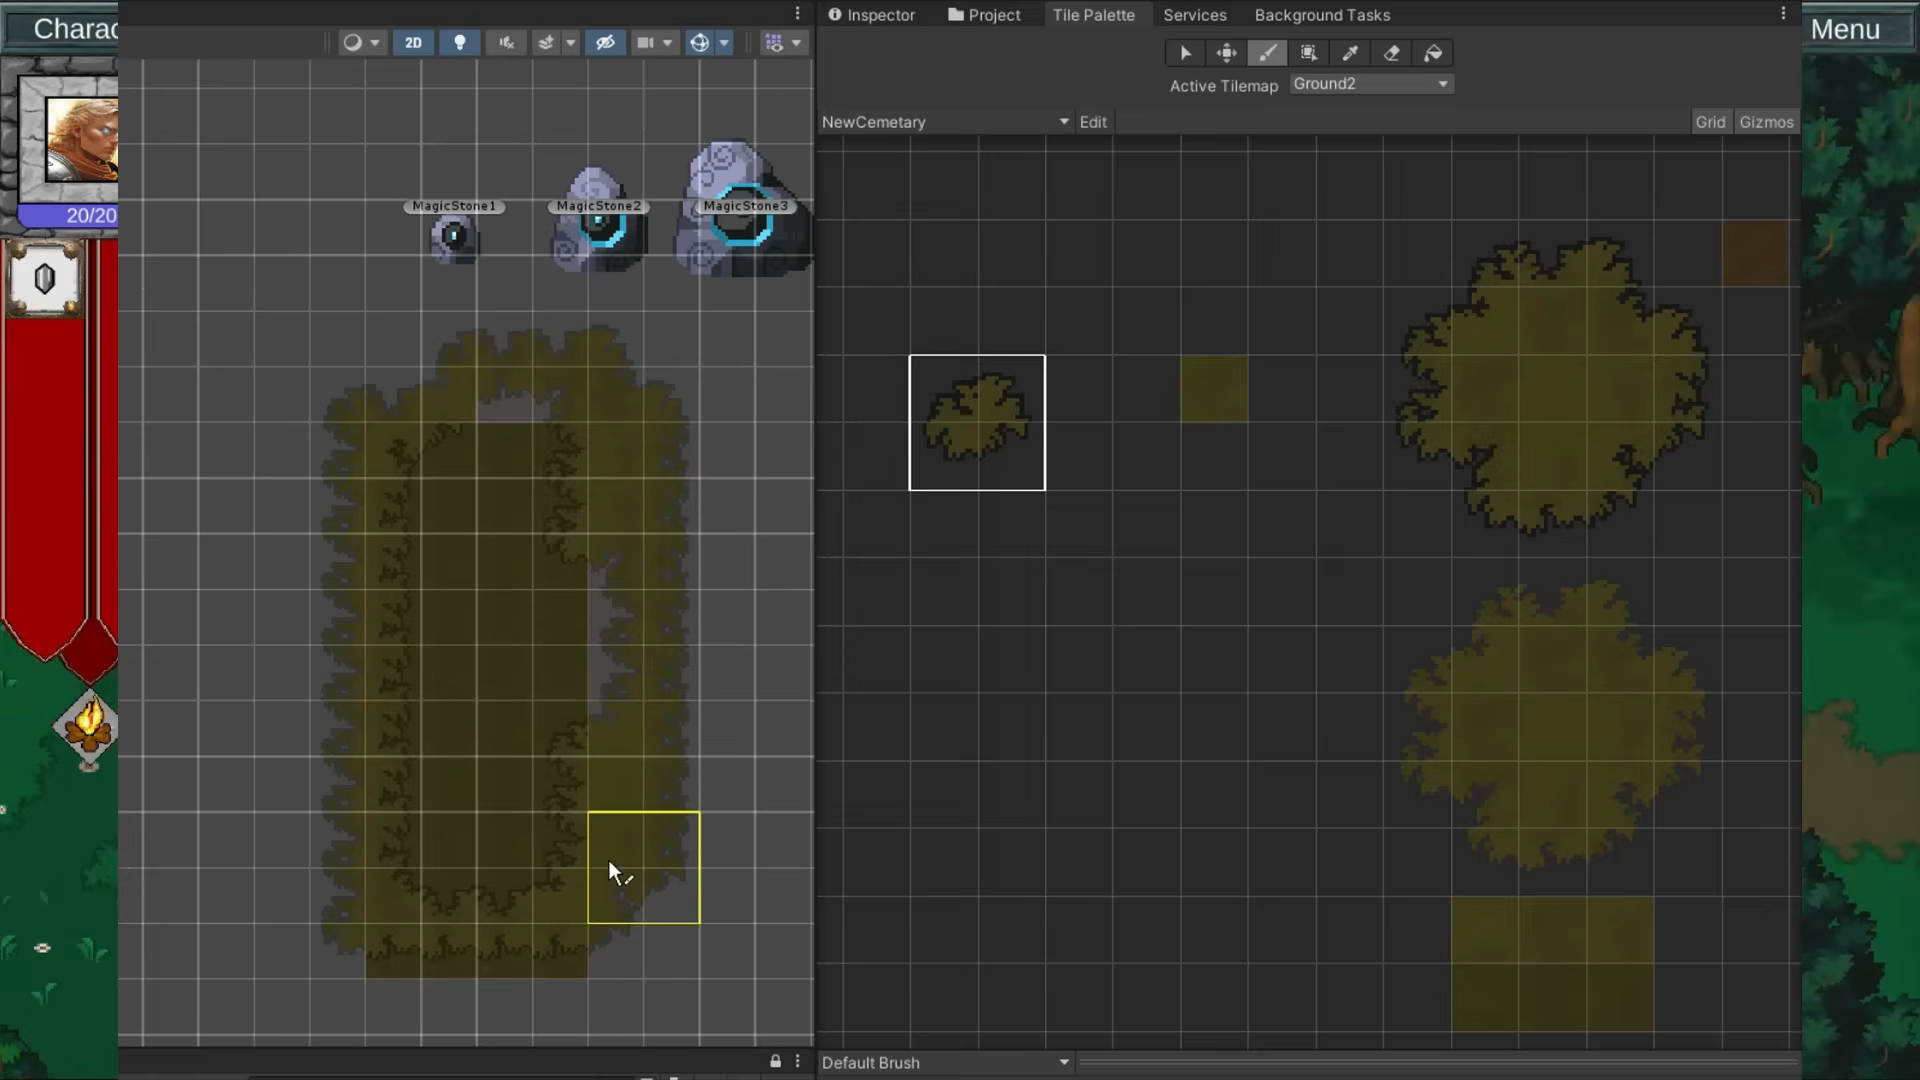 Charac
Inspector
Project
Tile Palette
Services
Background Tasks
Menu
2D
Active Tilemap
Ground2
NewCemetary
Edit
Grid
Gizmos
20/20
MagicStone1
MagicStone2
MagicStone3
Default Brush